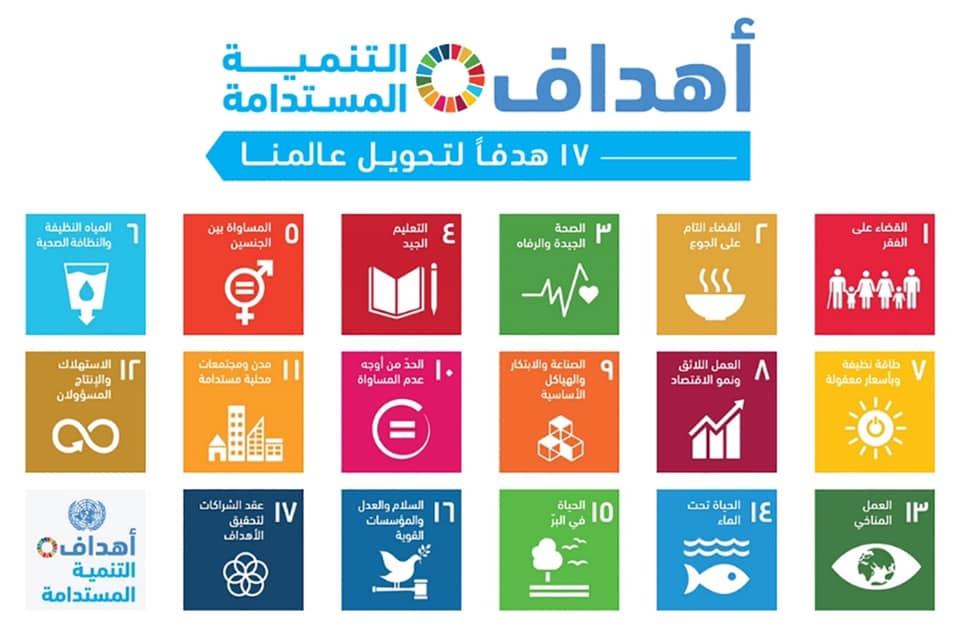 أهداف
التنميـــة
المستدامة
١٧ هدفاً لتحويل عالمنا
١
القضاء على
الفقر
٢
القضاء التام
على الجوع
٣
الصحة
الجيدة والرفاه
٤
التعليم
الجيد
٥
المساواة بين
الجنسين
٦
المياه النظيفة
والنظافة الصحية
٧
طاقة نظيفة
وبأسعار معقولة
٨
العمل اللائق
ونمو الاقتصاد
٩
الصناعة والابتكار
والهياكل
الأساسية
١٠
الحدّ من أوجه
عدم المساواة
١١
مدن ومجتمعات
محلية مستدامة
١٢
الاستهلاك
والإنتاج
المسؤولان
١٣
العمل
المناخي
١٤
الحياة تحت
الماء
١٥
الحياة
في البرّ
١٦
السلام والعدل
والمؤسسات
القوية
١٧
عقد الشراكات
لتحقيق
الأهداف
أهداف
التنميـة
المستدامة